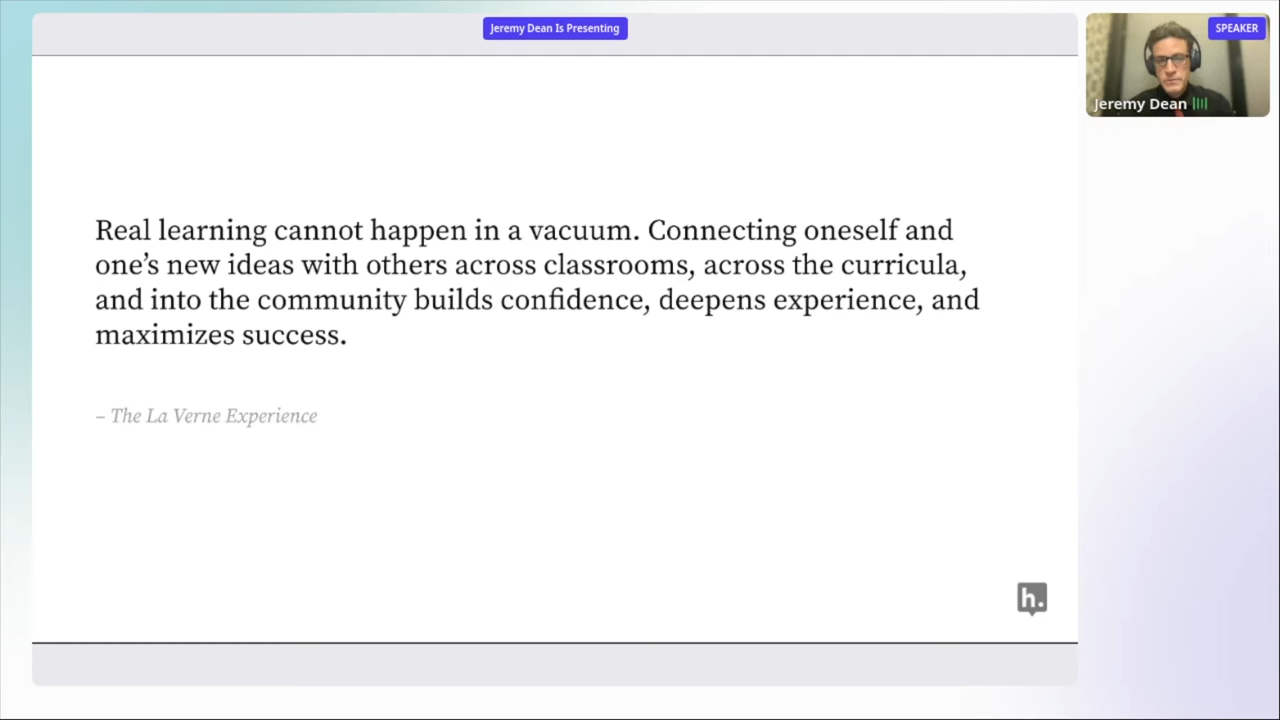 Jeremy Dean Is Presenting
SPEAKER
Jeremy Dean
Real learning cannot happen in a vacuum. Connecting oneself and
one’s new ideas with others across classrooms, across the curricula,
and into the community builds confidence, deepens experience, and
maximizes success.
– The La Verne Experience
h.